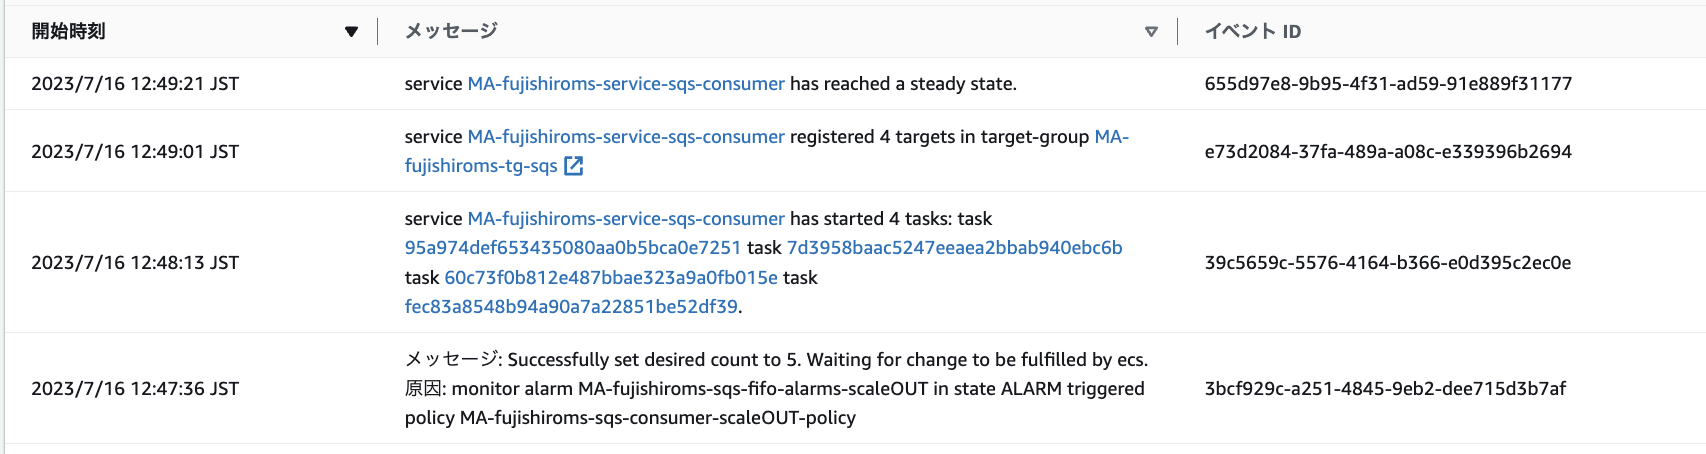 開始時刻 メッセージ イベント ID
2023/7/16 12:49:21 JST service MA-fujishiroms-service-sqs-consumer has reached a steady state. 655d97e8-9b95-4f31-ad59-91e889f31177
service MA-fujishiroms-service-sqs-consumer registered 4 targets in target-group MA-
2023/7/16 12:49:01 JST e73d2084-37fa-489a-a08c-e339396b2694
fujishiroms-tg-sqs
service MA-fujishiroms-service-sqs-consumer has started 4 tasks: task
95a974def653435080aa0b5bca0e7251 task 7d3958baac5247eeaea2bbab940ebc6b
2023/7/16 12:48:13 JST 39c5659c-5576-4164-b366-e0d395c2ec0e
task 60c73f0b812e487bbae323a9a0fb015e task
fec83a8548b94a90a7a22851be52df39.
メッセージ: Successfully set desired count to 5. Waiting for change to be fulfilled by ecs.
2023/7/16 12:47:36 JST 原因: monitor alarm MA-fujishiroms-sqs-fifo-alarms-scaleOUT in state ALARM triggered 3bcf929c-a251-4845-9eb2-dee715d3b7af
policy MA-fujishiroms-sqs-consumer-scaleOUT-policy